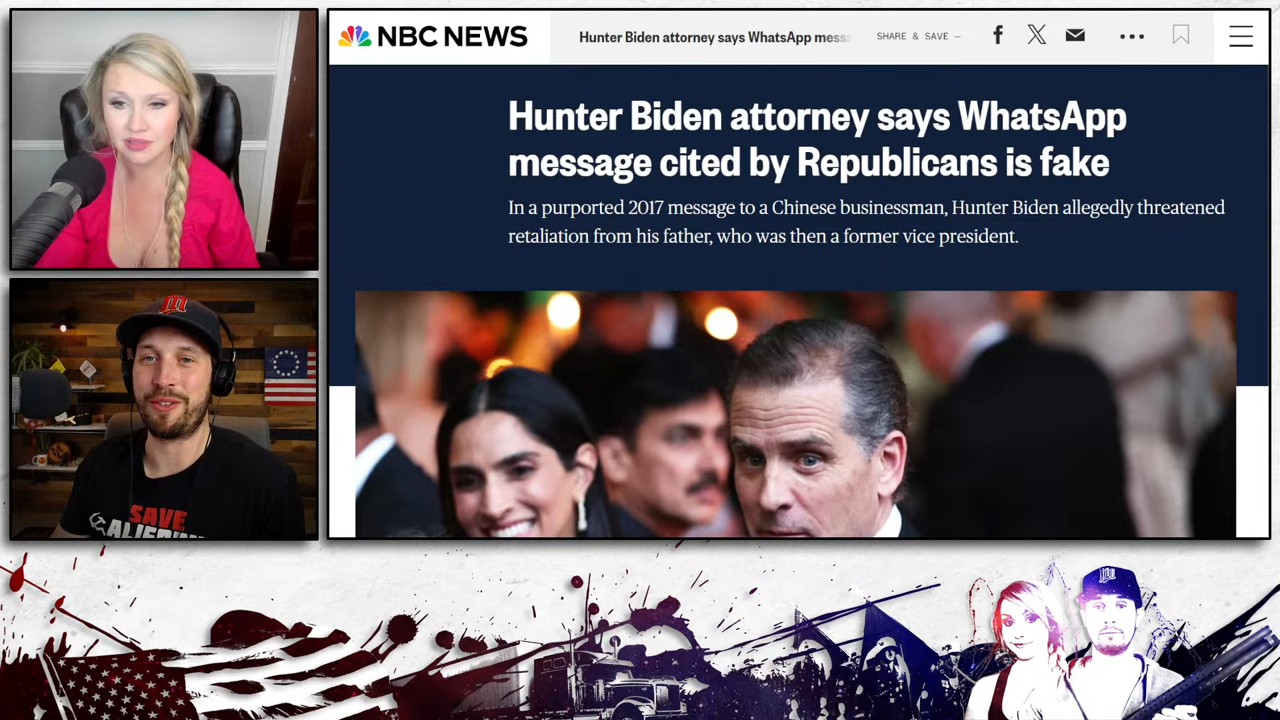 NBC NEWS
Hunter Biden attorney says WhatsApp
SHARE & SAVE —
Hunter Biden attorney says WhatsApp
message cited by Republicans is fake
In a purported 2017 message to a Chinese businessman, Hunter Biden allegedly threatened
retaliation from his father, who was then a former vice president.
SAVE